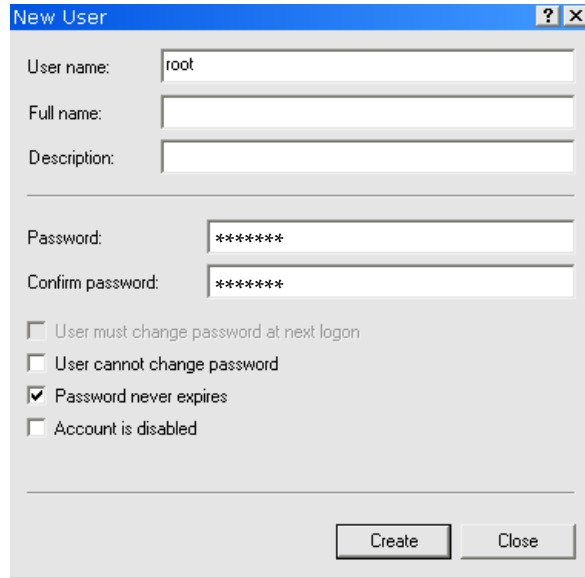 New User
User name: root
Full name:
Description:
Password: *******
Confirm password: *******
User must change password at next logon
User cannot change password
Password never expires
Account is disabled
Create Close